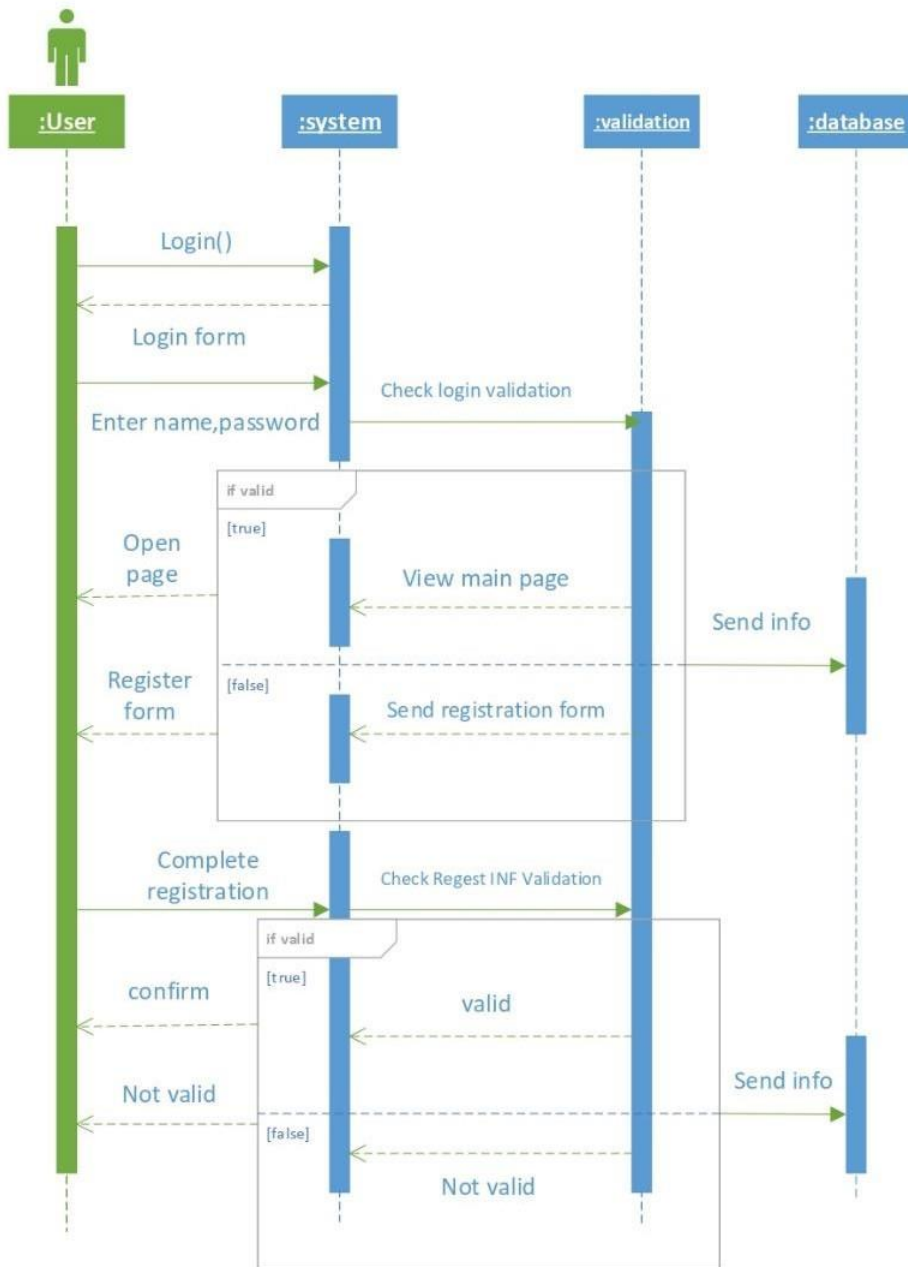 :User
:system
:validation
:database
Login()
Login form
Check login validation
Enter name,password
if valid
[true]
Open
page
View main page
Send info
Register
form
[false]
Send registration form
Complete
registration
Check Regest INF Validation
if valid
[true]
confirm
valid
Not valid
Send info
[false]
Not valid